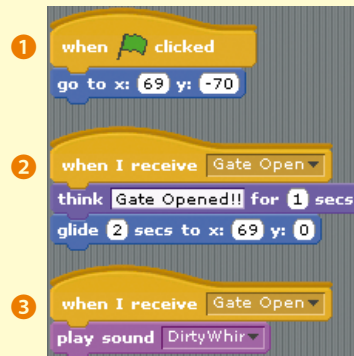 1
when clicked
go to x: 69 y: -70
2
when I receive Gate Open
think Gate Opened!! for 1 secs
glide 2 secs to x: 69 y: 0
3
when I receive Gate Open
play sound DirtyWhir